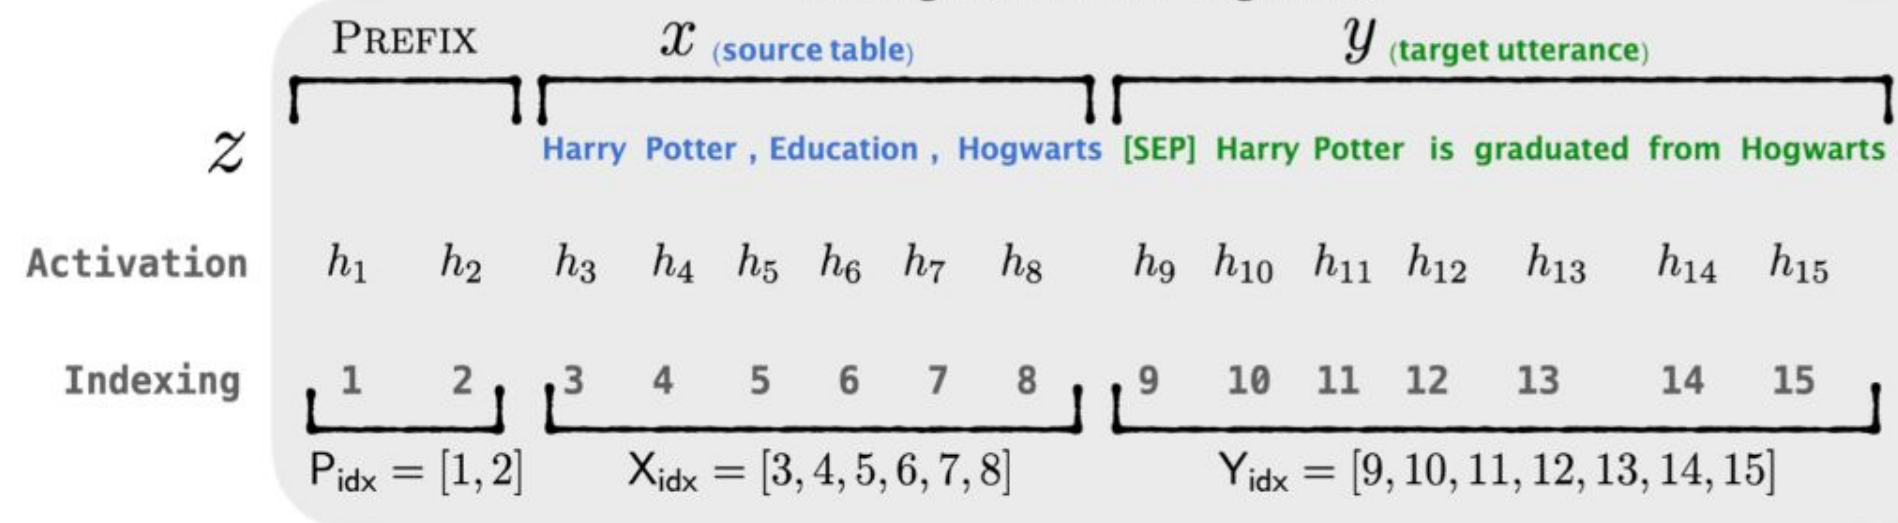 PREFIX x (source table) y (target utterance)
z Harry Potter , Education , Hogwarts [SEP] Harry Potter is graduated from Hogwarts
Activation h₁ h₂ h₃ h₄ h₅ h₆ h₇ h₈ h₉ h₁₀ h₁₁ h₁₂ h₁₃ h₁₄ h₁₅
Indexing 1 2 3 4 5 6 7 8 9 10 11 12 13 14 15
P_idx = [1, 2] X_idx = [3, 4, 5, 6, 7, 8] Y_idx = [9, 10, 11, 12, 13, 14, 15]